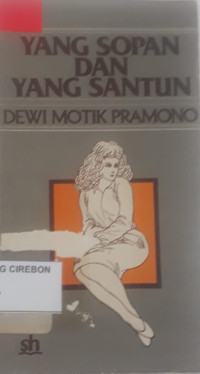 YANG SOPAN
DAN
YANG SANTUN
DEWI MOTIK PRAMONO
G CIREBON
sh